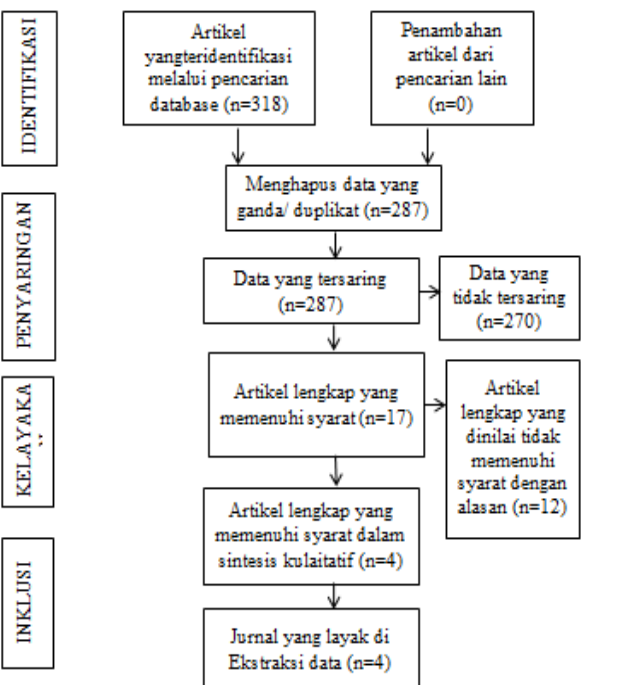 IDENTIFIKASI
Artikel
yangteridentifikasi
melalui pencarian
database (n=318)
Penambahan
artikel dari
pencarian lain
(n=0)
Menghapus data yang
ganda/ duplikat (n=287)
PENYARINGAN
Data yang tersaring
(n=287)
Data yang
tidak tersaring
(n=270)
KELAYAKA
Artikel lengkap yang
memenuhi syarat (n=17)
Artikel
lengkap yang
dinilai tidak
memenuhi
syarat dengan
alasan (n=12)
Artikel lengkap yang
memenuhi syarat dalam
sintesis kulaitatif (n=4)
INKLUSI
Jurnal yang layak di
Ekstraksi data (n=4)